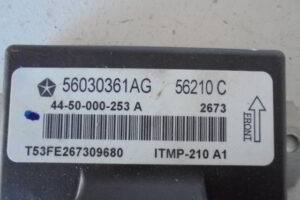 56030361AG 56210 C
44-50-000-253 A 2673
FRONT
T53FE267309680 ITMP-210 A1